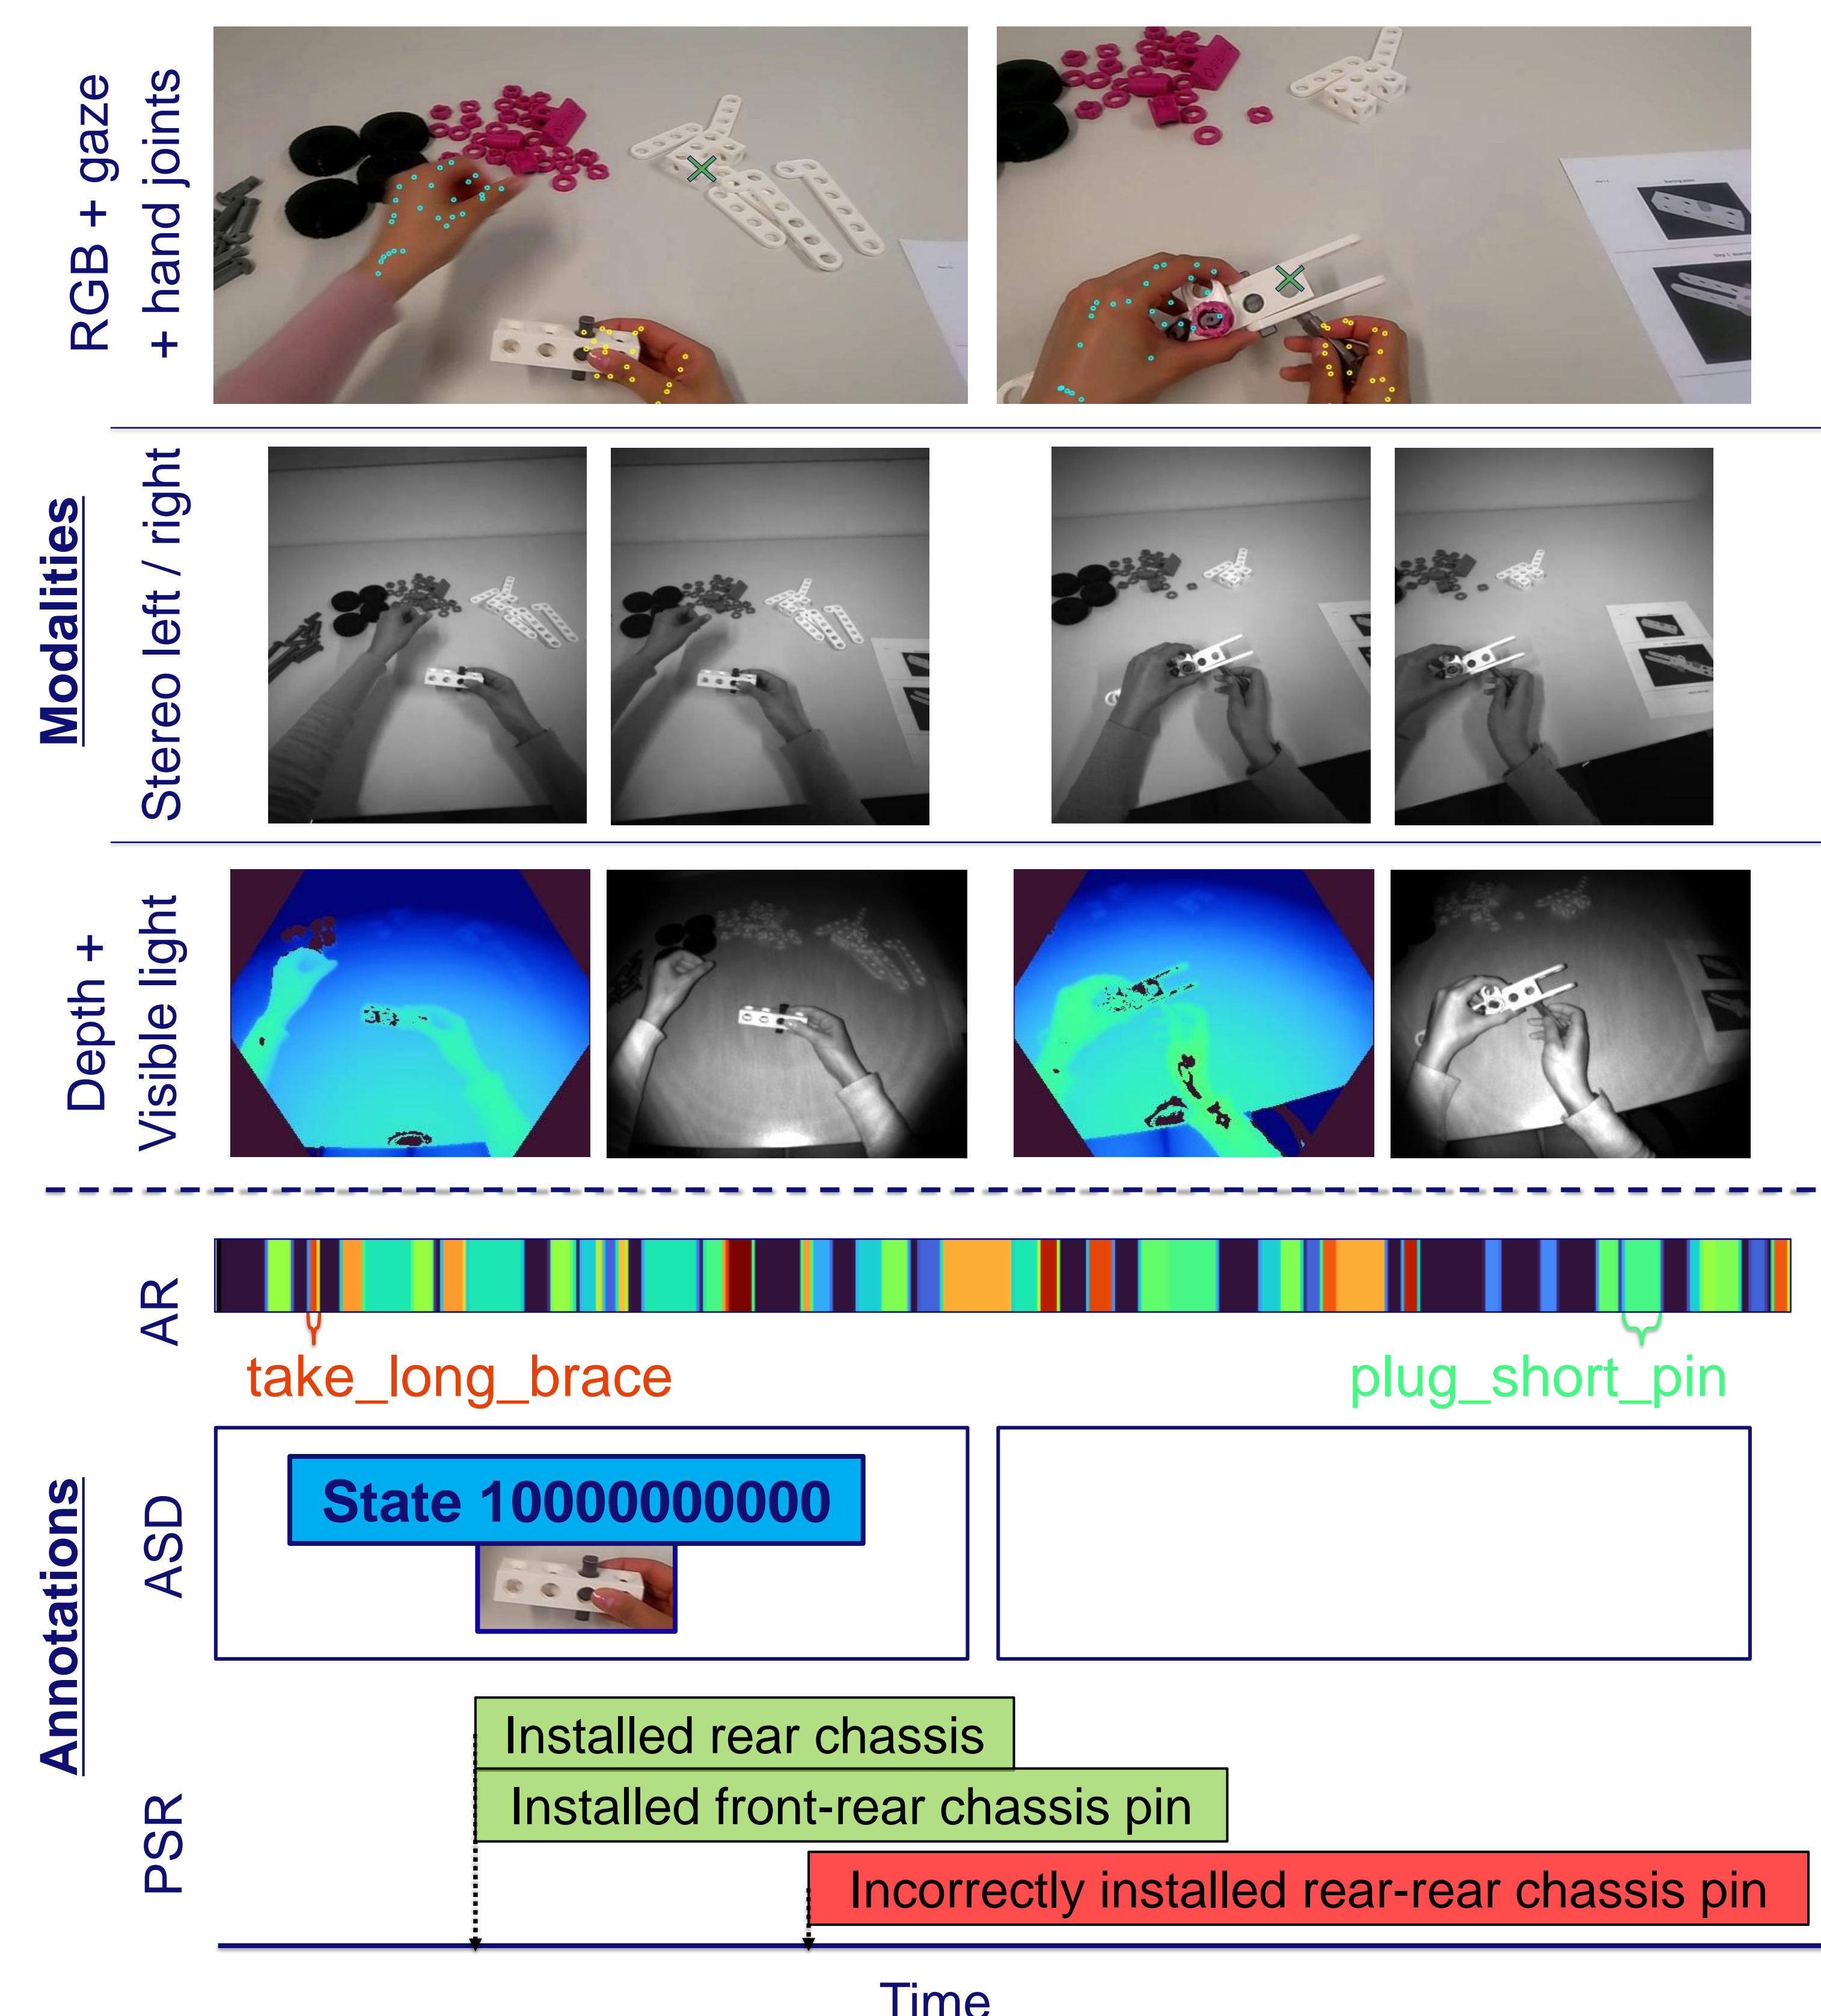 RGB + gaze
+ hand joints
Modalities
Stereo left / right
Depth +
Visible light
AR
take_long_brace
plug_short_pin
Annotations
ASD
State 10000000000
PSR
Installed rear chassis
Installed front-rear chassis pin
Incorrectly installed rear-rear chassis pin
Time